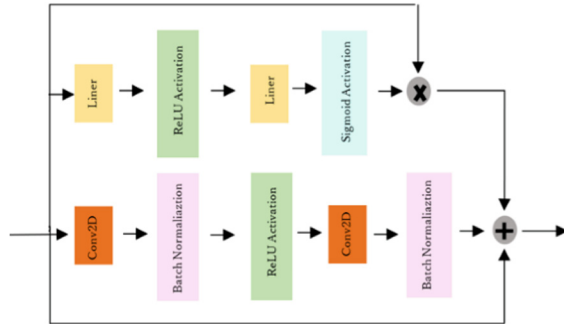 Liner
ReLU Activation
Liner
Sigmoid Activation
Conv2D
Batch Normaliaztion
ReLU Activation
Conv2D
Batch Normaliaztion